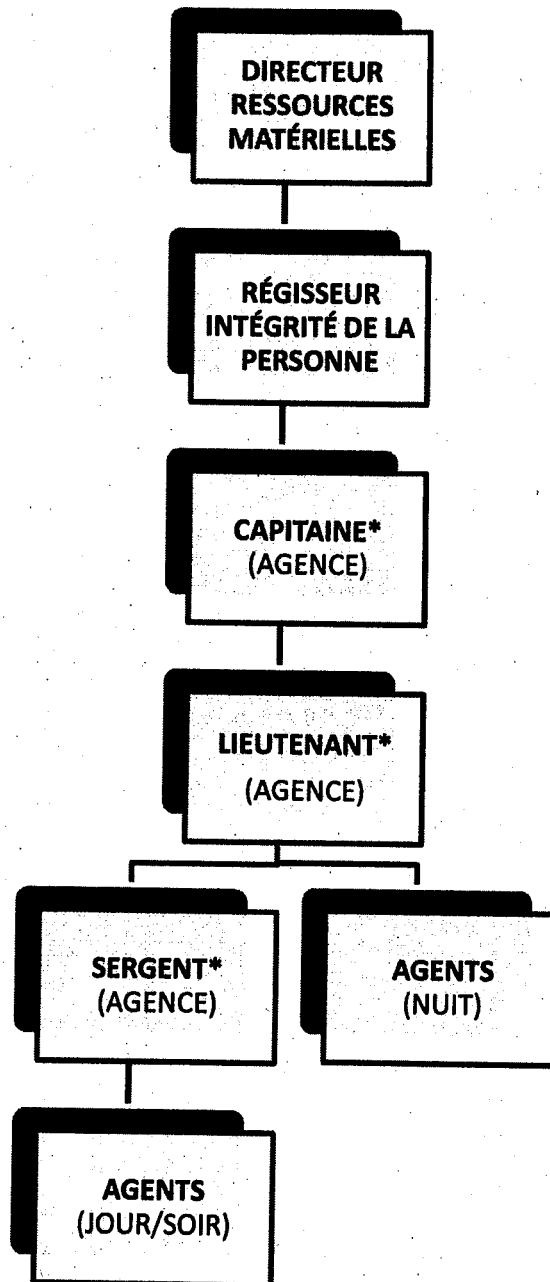 DIRECTEUR
RESSOURCES
MATÉRIELLES
RÉGISSEUR
INTÉGRITÉ DE LA
PERSONNE
CAPITAINE*
(AGENCE)
LIEUTENANT*
(AGENCE)
SERGENT*
(AGENCE)
AGENTS
(NUIT)
AGENTS
(JOUR/SOIR)